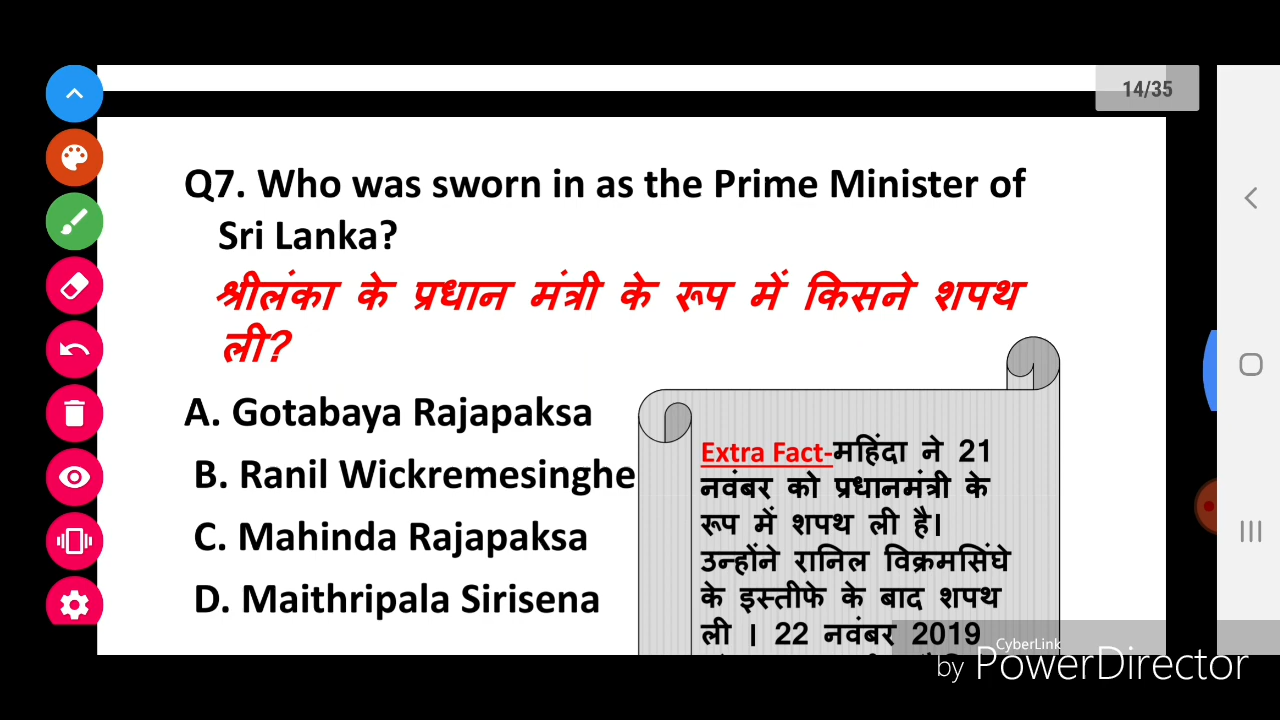 14/35
Q7. Who was sworn in as the Prime Minister of
Sri Lanka?
श्रीलंका के प्रधान मंत्री के रूप में किसने शपथ
ली?
A. Gotabaya Rajapaksa
B. Ranil Wickremesinghe
C. Mahinda Rajapaksa
D. Maithripala Sirisena
Extra Fact-महिंदा ने 21
नवंबर को प्रधानमंत्री के
रूप में शपथ ली है।
उन्होंने रानिल विक्रमसिंघे
के इस्तीफे के बाद शपथ
ली । 22 नवंबर 2019
CyberLink
by PowerDirector